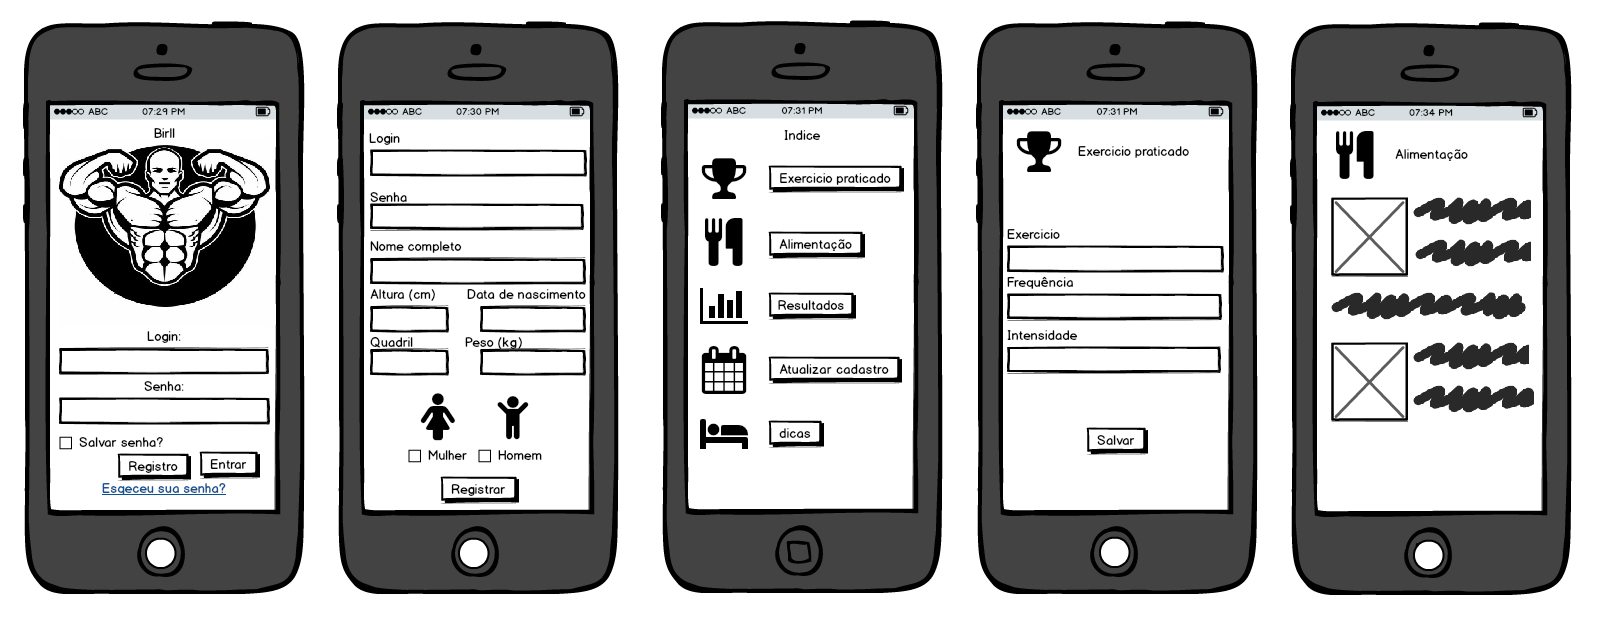 ABC 07:29 PM
Birll
Login:
Senha:
Salvar senha?
Registro Entrar
Esqeceu sua senha?
ABC 07:30 PM
Login
Senha
Nome completo
Altura (cm) Data de nascimento
Quadril Peso (kg)
Mulher Homem
Registrar
ABC 07:31 PM
Indice
Exercicio praticado
Alimentação
Resultados
Atualizar cadastro
dicas
ABC 07:31 PM
Exercicio praticado
Exercicio
Frequência
Intensidade
Salvar
ABC 07:34 PM
Alimentação